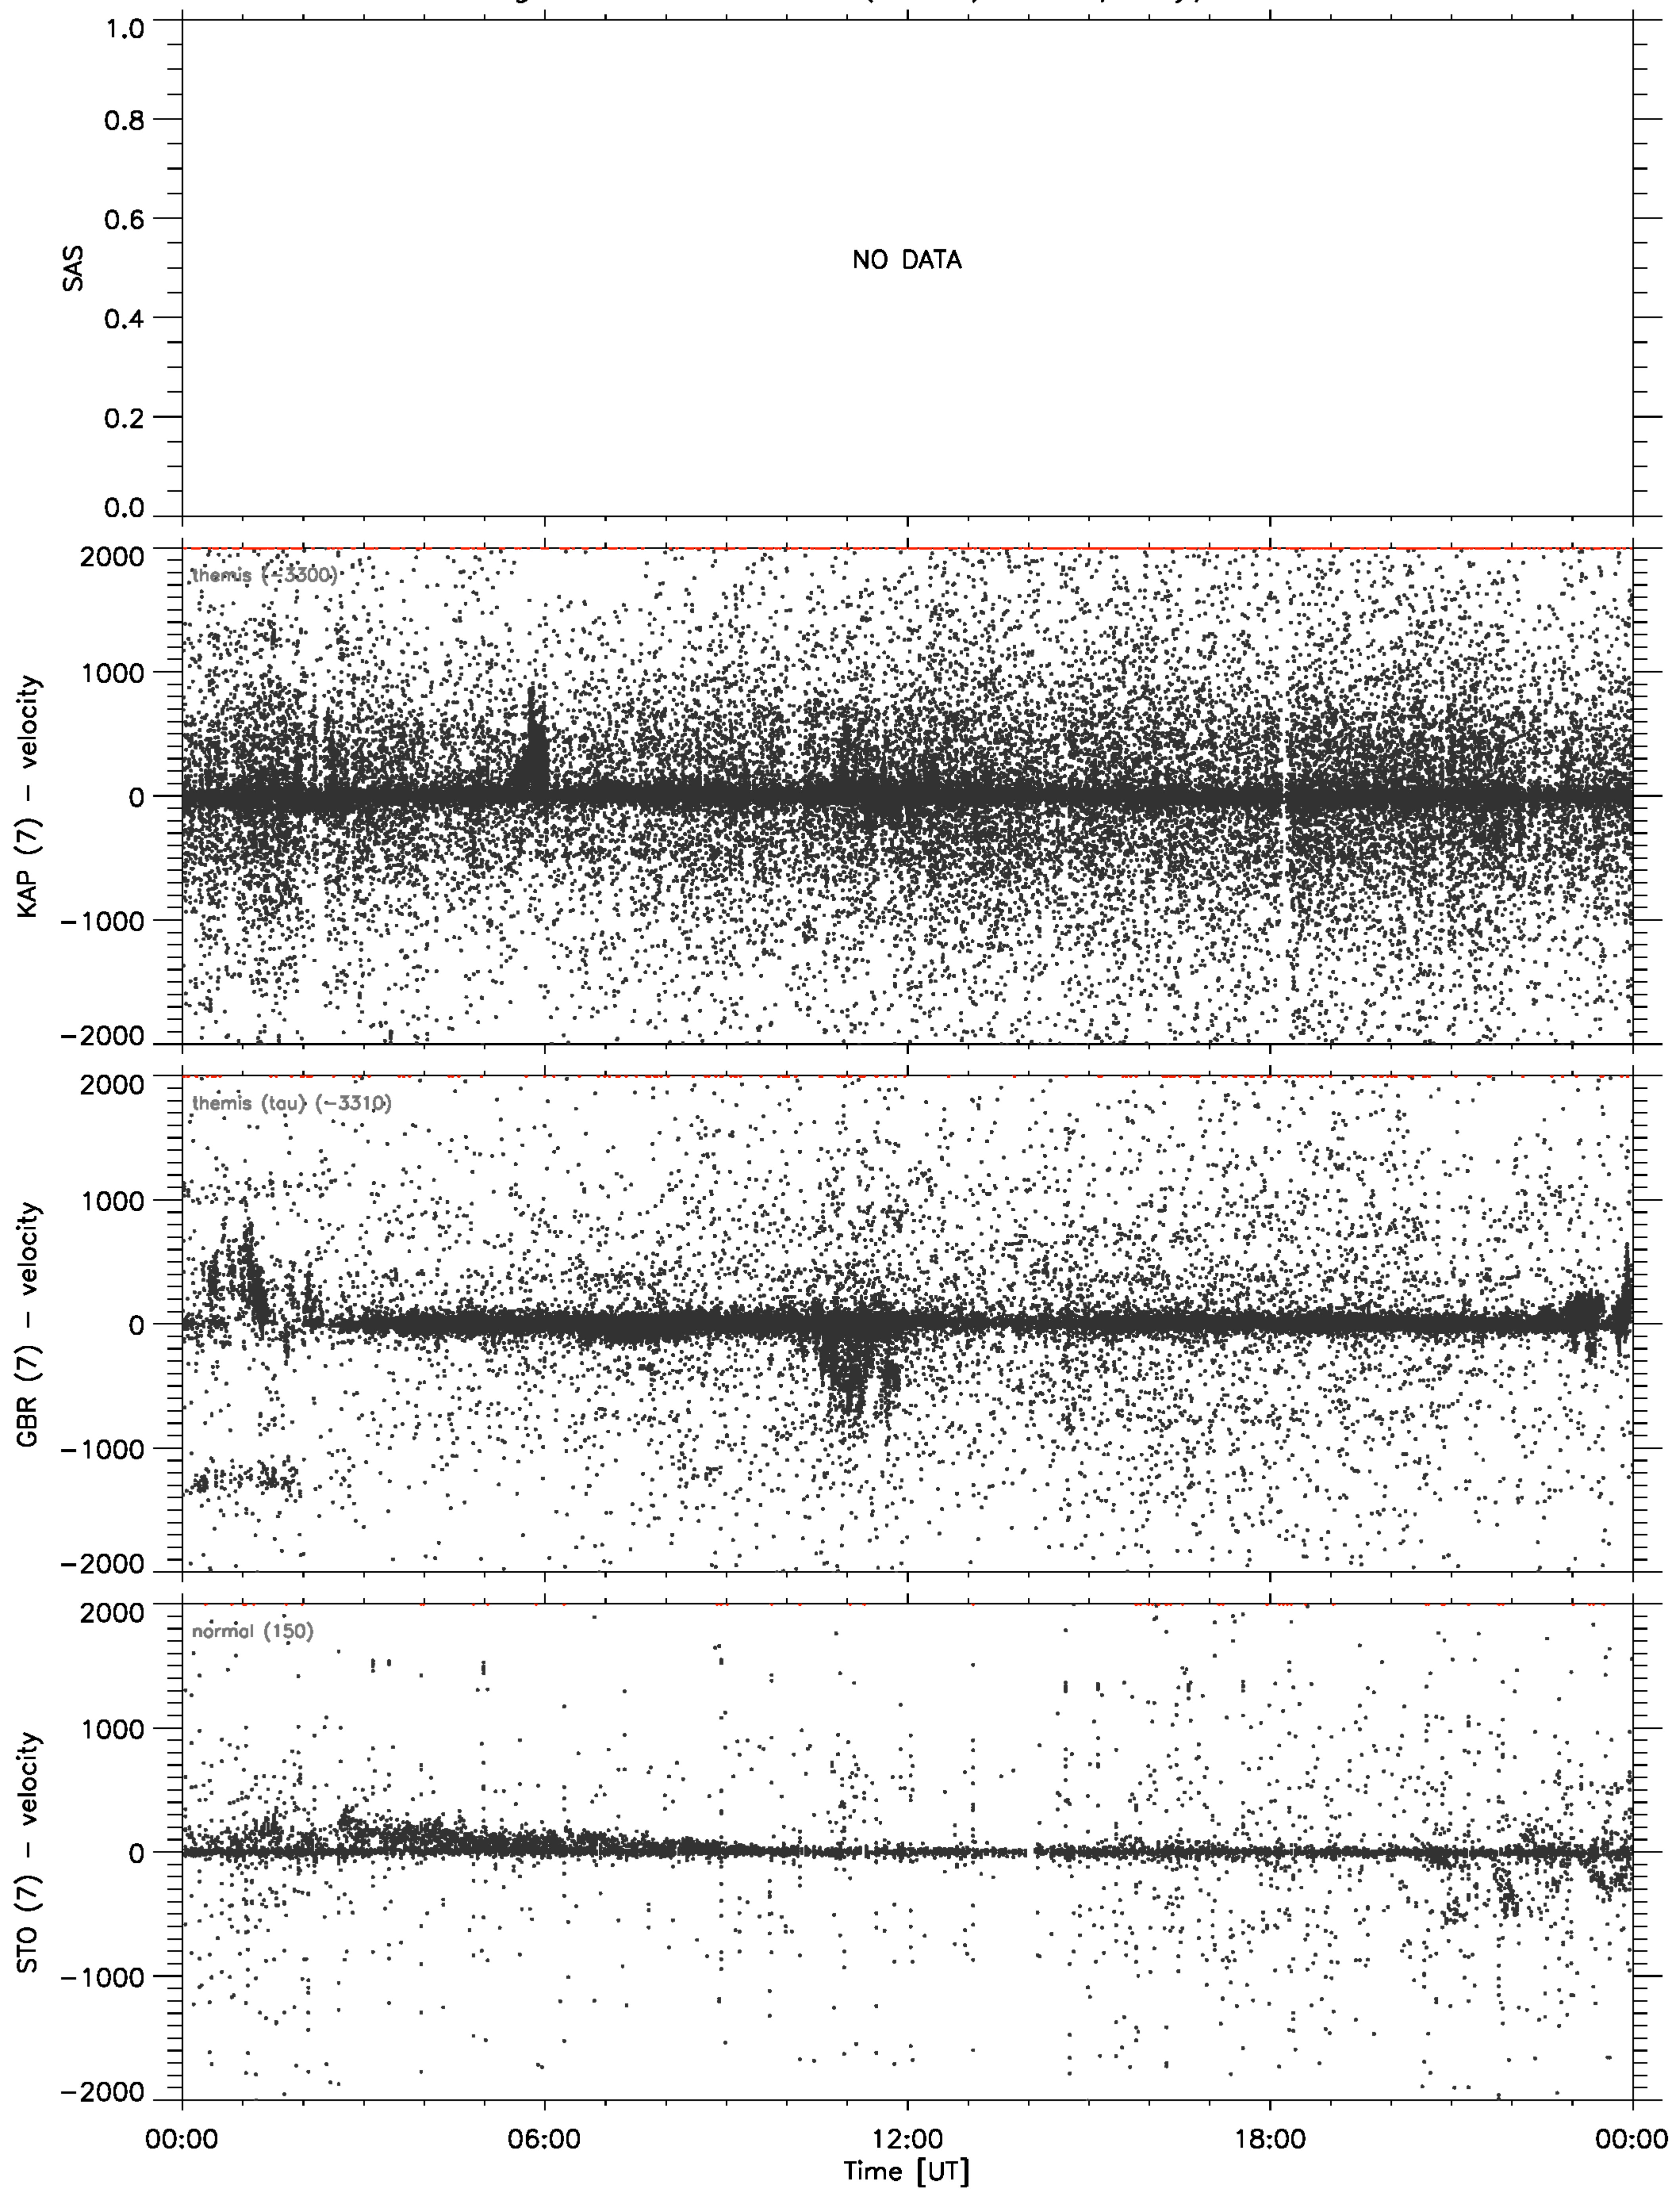 1.0
0.8
0.6
0.4
0.2
0.0
SAS
NO DATA
2000
1000
0
−1000
−2000
KAP (7) − velocity
themis (−3300)
2000
1000
0
−1000
−2000
GBR (7) − velocity
themis (tau) (−3310)
2000
1000
0
−1000
−2000
STO (7) − velocity
normal (150)
00:00 06:00 12:00 18:00 00:00
Time [UT]